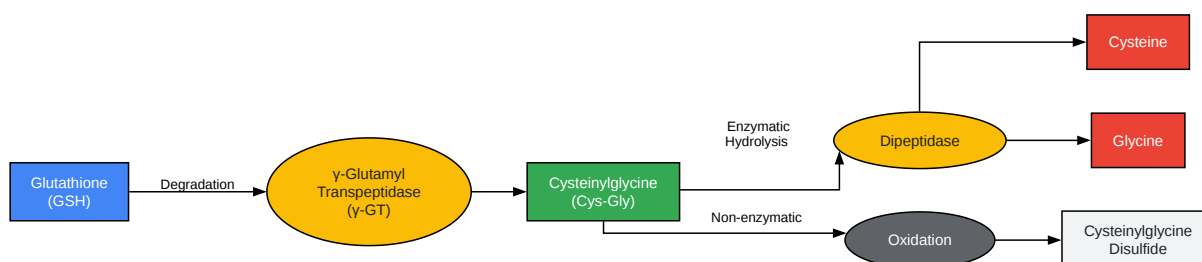 Glutathione
(GSH)
Degradation
γ-Glutamyl
Transpeptidase
(γ-GT)
Cysteinylglycine
(Cys-Gly)
Enzymatic
Hydrolysis
Dipeptidase
Cysteine
Glycine
Non-enzymatic
Oxidation
Cysteinylglycine
Disulfide